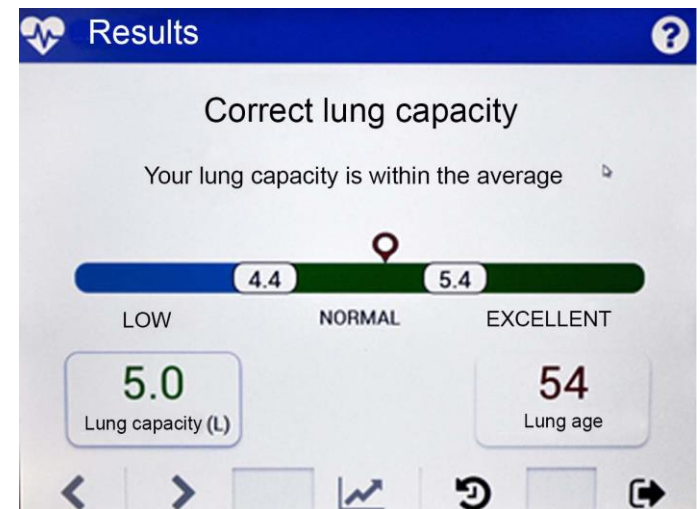 Results ?
Correct lung capacity
Your lung capacity is within the average
4.4 5.4
LOW NORMAL EXCELLENT
5.0 54
Lung capacity (L) Lung age